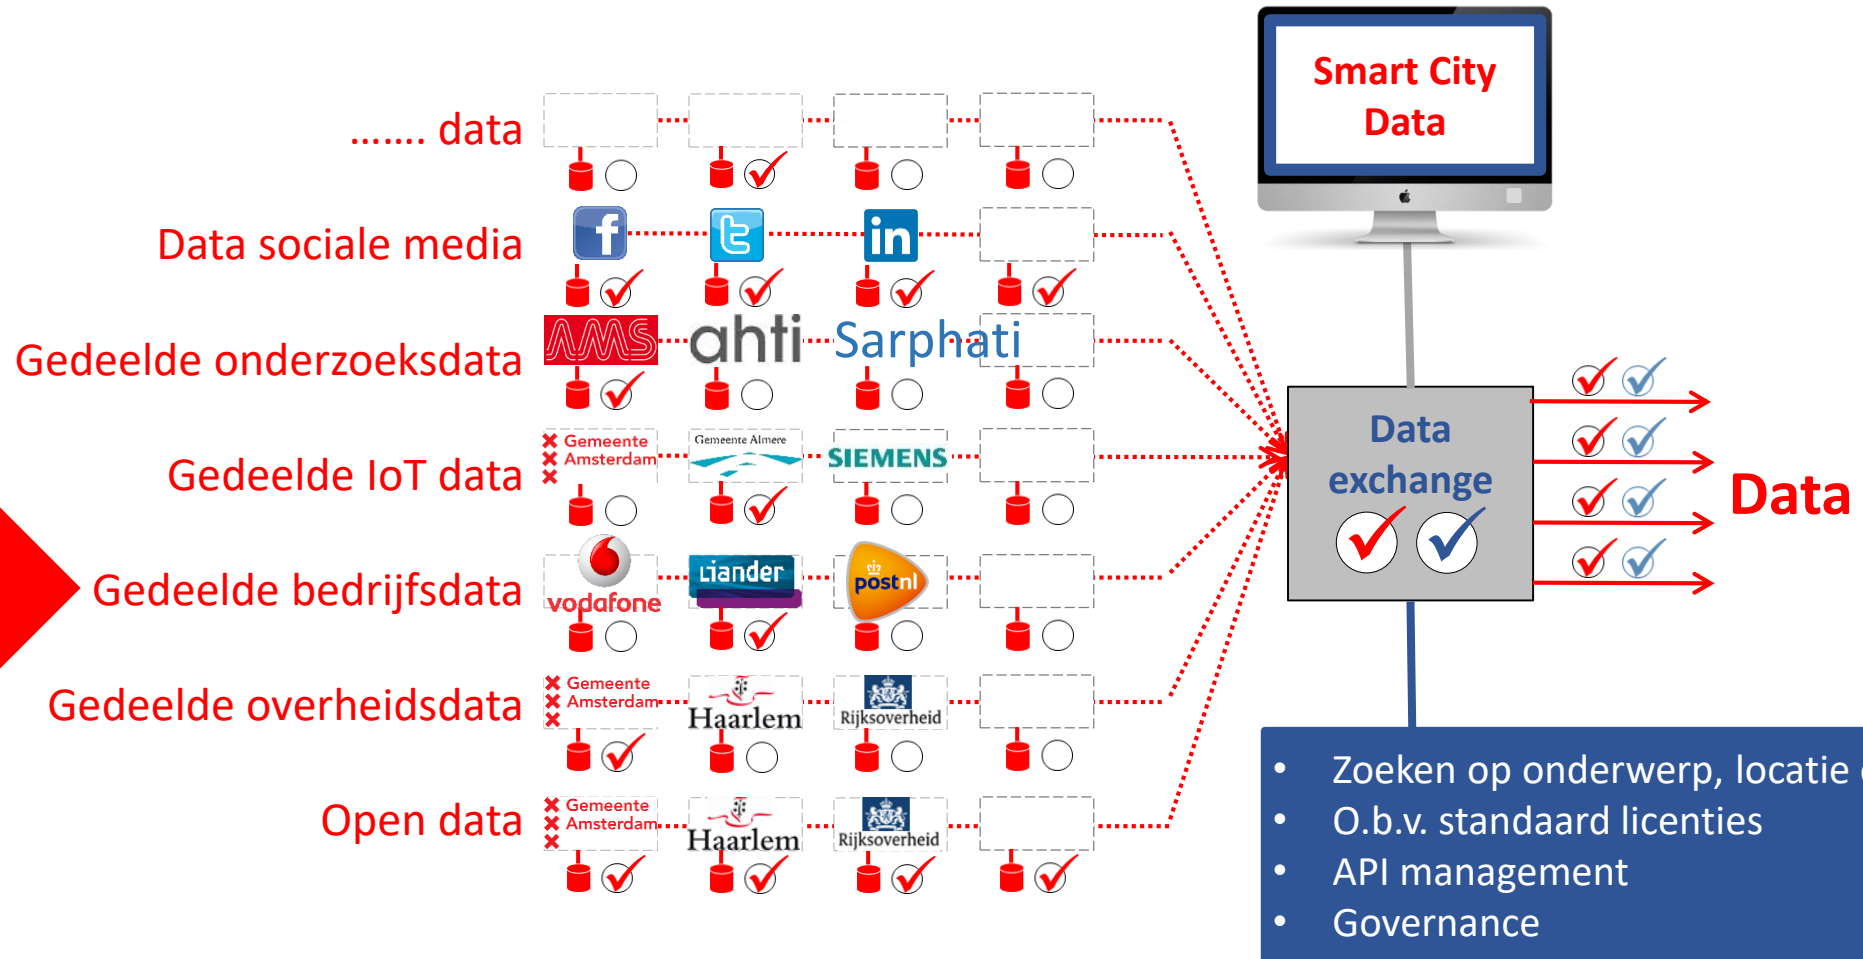 Smart City
Data
....... data
Data sociale media
Gedeelde onderzoeksdata
AMS
ahti
Sarphati
Gedeelde IoT data
Gemeente
Amsterdam
Gemeente Almere
SIEMENS
Data
exchange
Data
Gedeelde bedrijfsdata
vodafone
Liander
postnl
Gedeelde overheidsdata
Gemeente
Amsterdam
Haarlem
Rijksoverheid
Open data
Gemeente
Amsterdam
Haarlem
Rijksoverheid
• Zoeken op onderwerp, locatie
• O.b.v. standaard licenties
• API management
• Governance